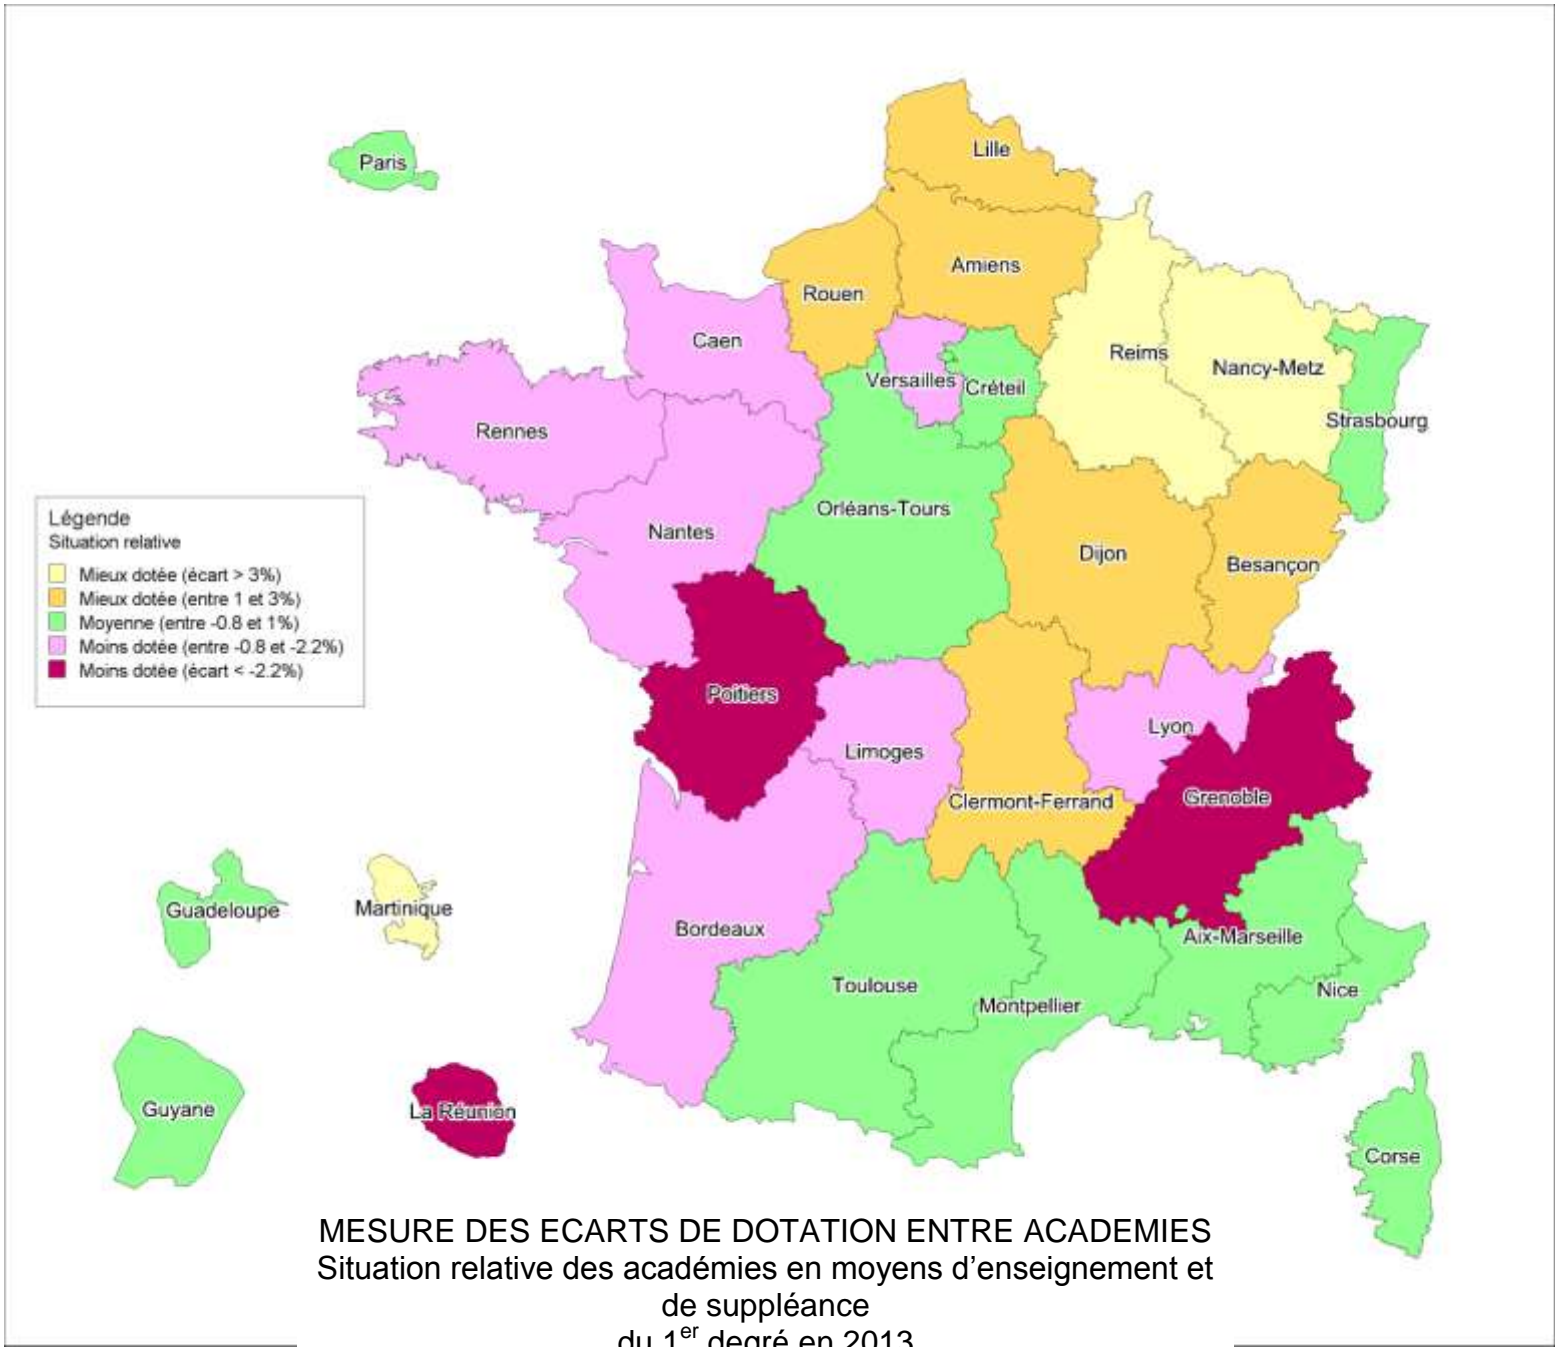 Paris
Lille
Amiens
Rouen
Caen
Reims
Nancy-Metz
Versailles
Créteil
Strasbourg
Rennes
Orléans-Tours
Nantes
Dijon
Besançon
Légende
Situation relative
Mieux dotée (écart > 3%)
Mieux dotée (entre 1 et 3%)
Moyenne (entre -0.8 et 1%)
Moins dotée (entre -0.8 et -2.2%)
Moins dotée (écart < -2.2%)
Poitiers
Limoges
Lyon
Clermont-Ferrand
Grenoble
Guadeloupe
Martinique
Bordeaux
Aix-Marseille
Toulouse
Montpellier
Nice
Guyane
La Réunion
Corse
MESURE DES ECARTS DE DOTATION ENTRE ACADEMIES
Situation relative des académies en moyens d'enseignement et
de suppléance
du 1er degré en 2013